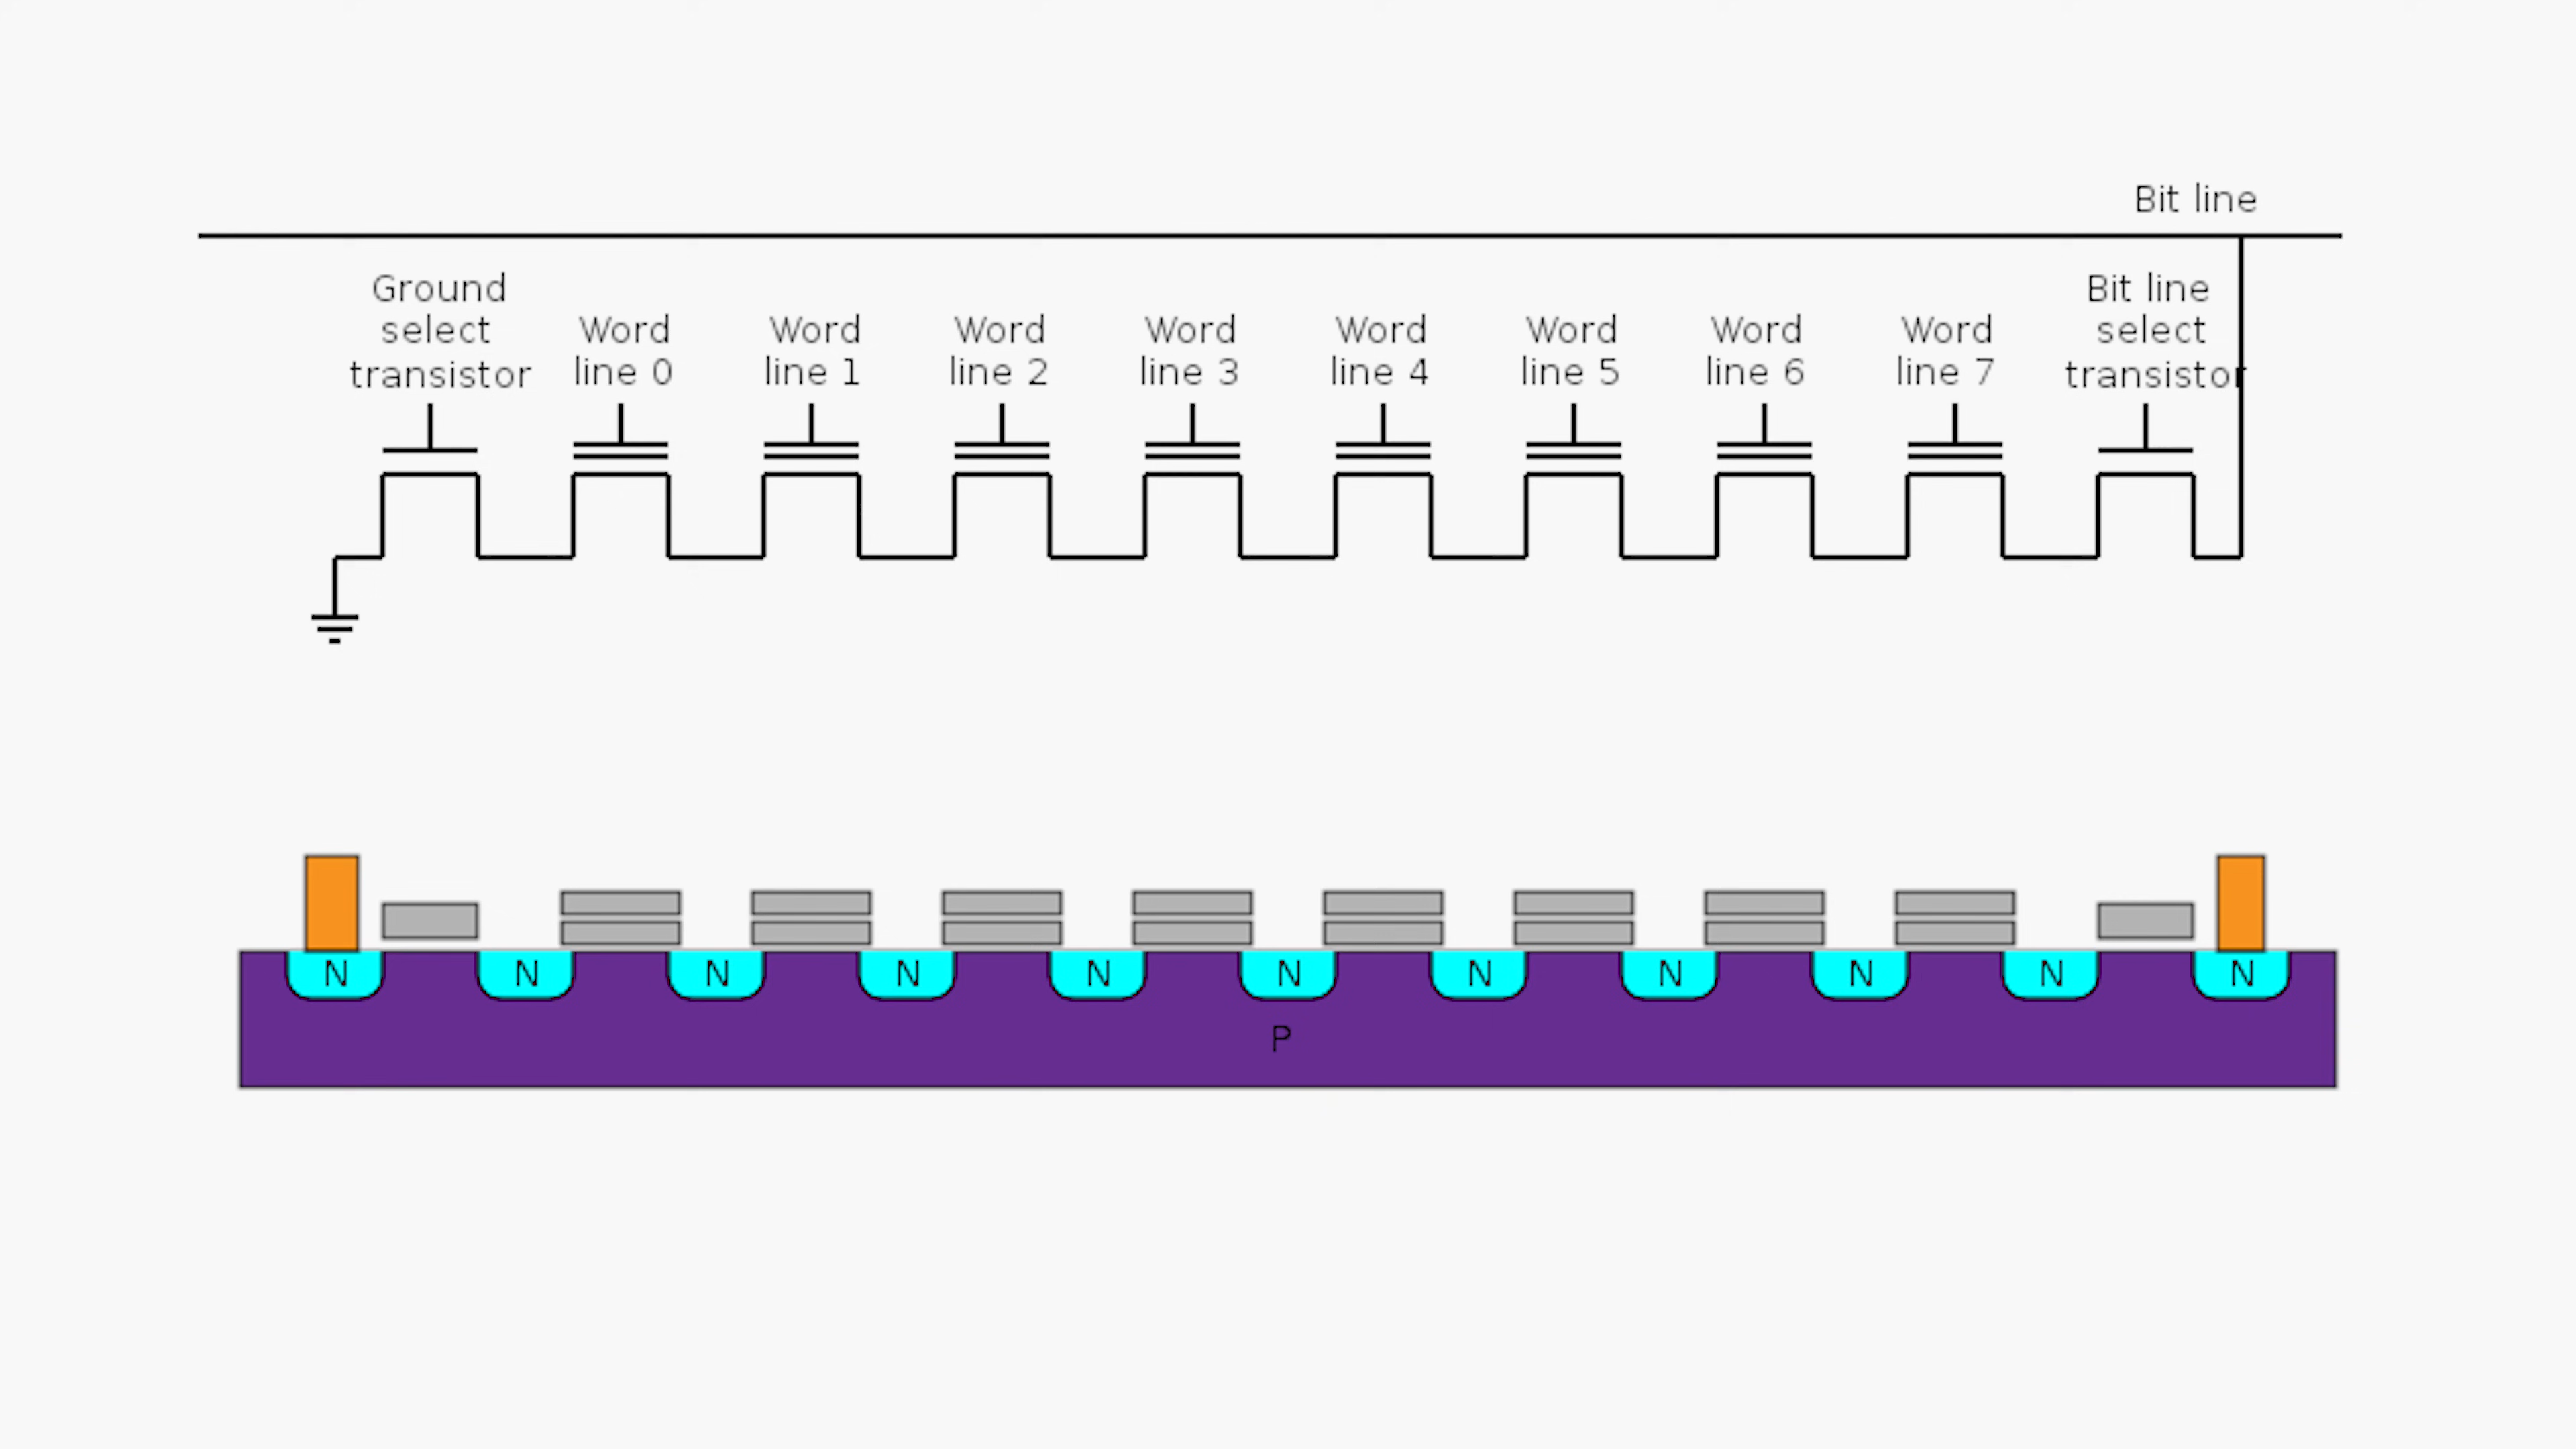 Bit line
Ground
select
transistor
Word
line 0
Word
line 1
Word
line 2
Word
line 3
Word
line 4
Word
line 5
Word
line 6
Word
line 7
Bit line
select
transistor
N
N
N
N
N
N
N
N
N
N
N
P